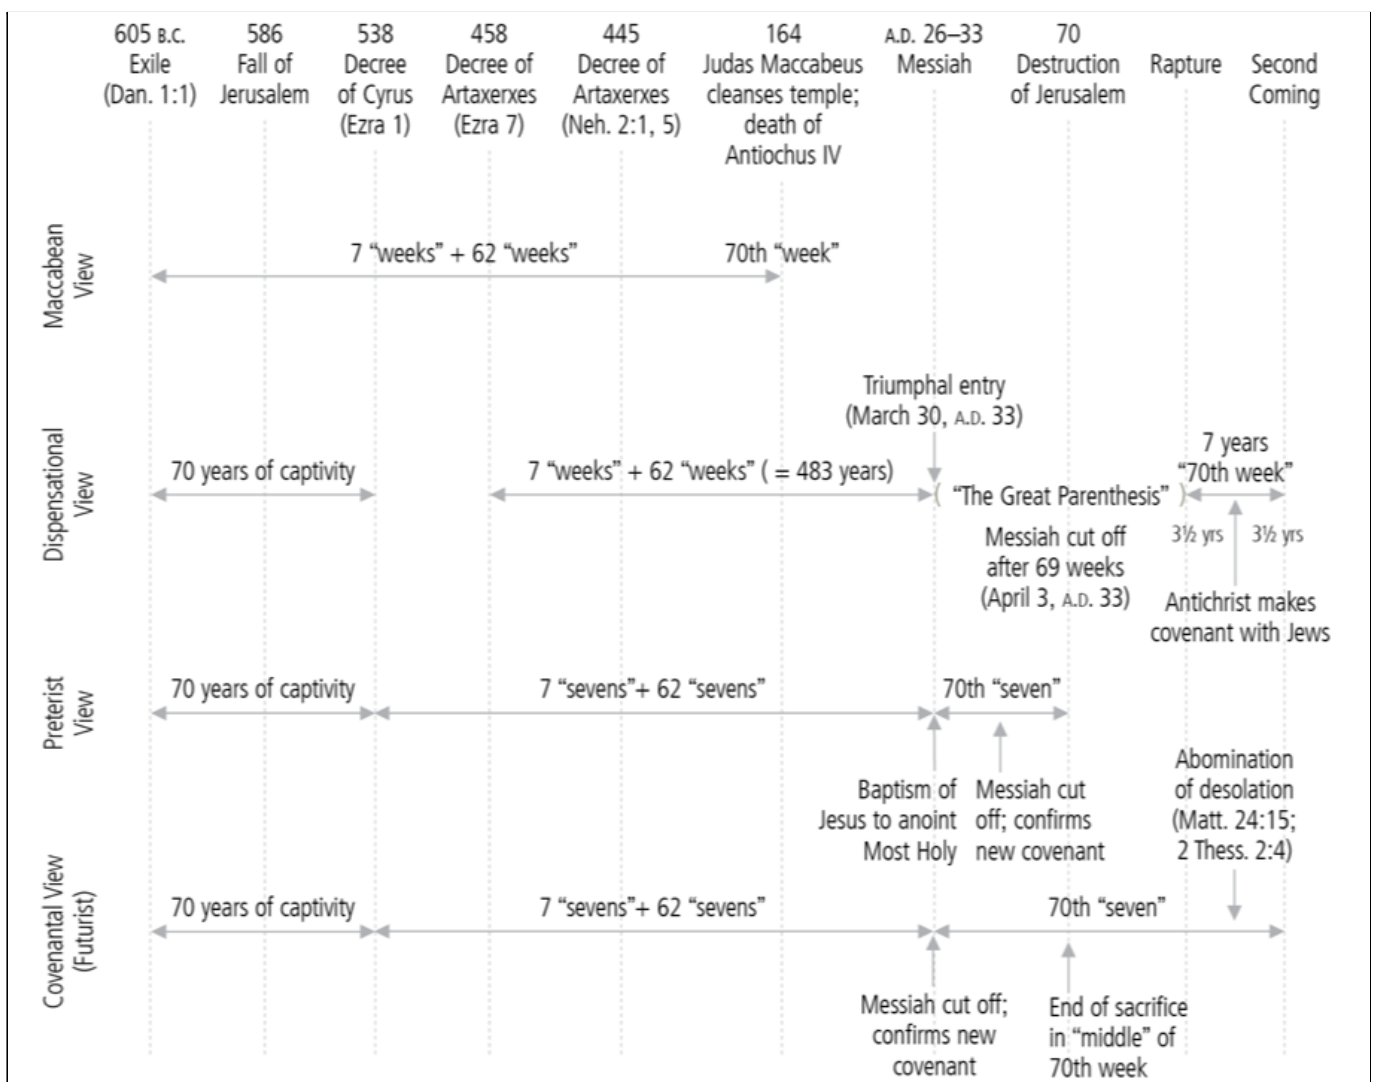 605 B.C.
Exile
(Dan. 1:1)
586
Fall of
Jerusalem
538
Decree
of Cyrus
(Ezra 1)
458
Decree of
Artaxerxes
(Ezra 7)
445
Decree of
Artaxerxes
(Neh. 2:1, 5)
164
Judas Maccabeus
cleanses temple;
death of
Antiochus IV
A.D. 26–33
Messiah
70
Destruction
of Jerusalem
Rapture
Second
Coming
Maccabean
View
7 “weeks” + 62 “weeks”
70th “week”
Dispensational
View
70 years of captivity
7 “weeks” + 62 “weeks” ( = 483 years)
Triumphal entry
(March 30, A.D. 33)
( “The Great Parenthesis” )
Messiah cut off
after 69 weeks
(April 3, A.D. 33)
7 years
“70th week”
3½ yrs
3½ yrs
Antichrist makes
covenant with Jews
Preterist
View
70 years of captivity
7 “sevens”+ 62 “sevens”
70th “seven”
Baptism of
Jesus to anoint
Most Holy
Messiah cut
off; confirms
new covenant
Abomination
of desolation
(Matt. 24:15;
2 Thess. 2:4)
Covenantal View
(Futurist)
70 years of captivity
7 “sevens”+ 62 “sevens”
70th “seven”
Messiah cut off;
confirms new
covenant
End of sacrifice
in “middle” of
70th week